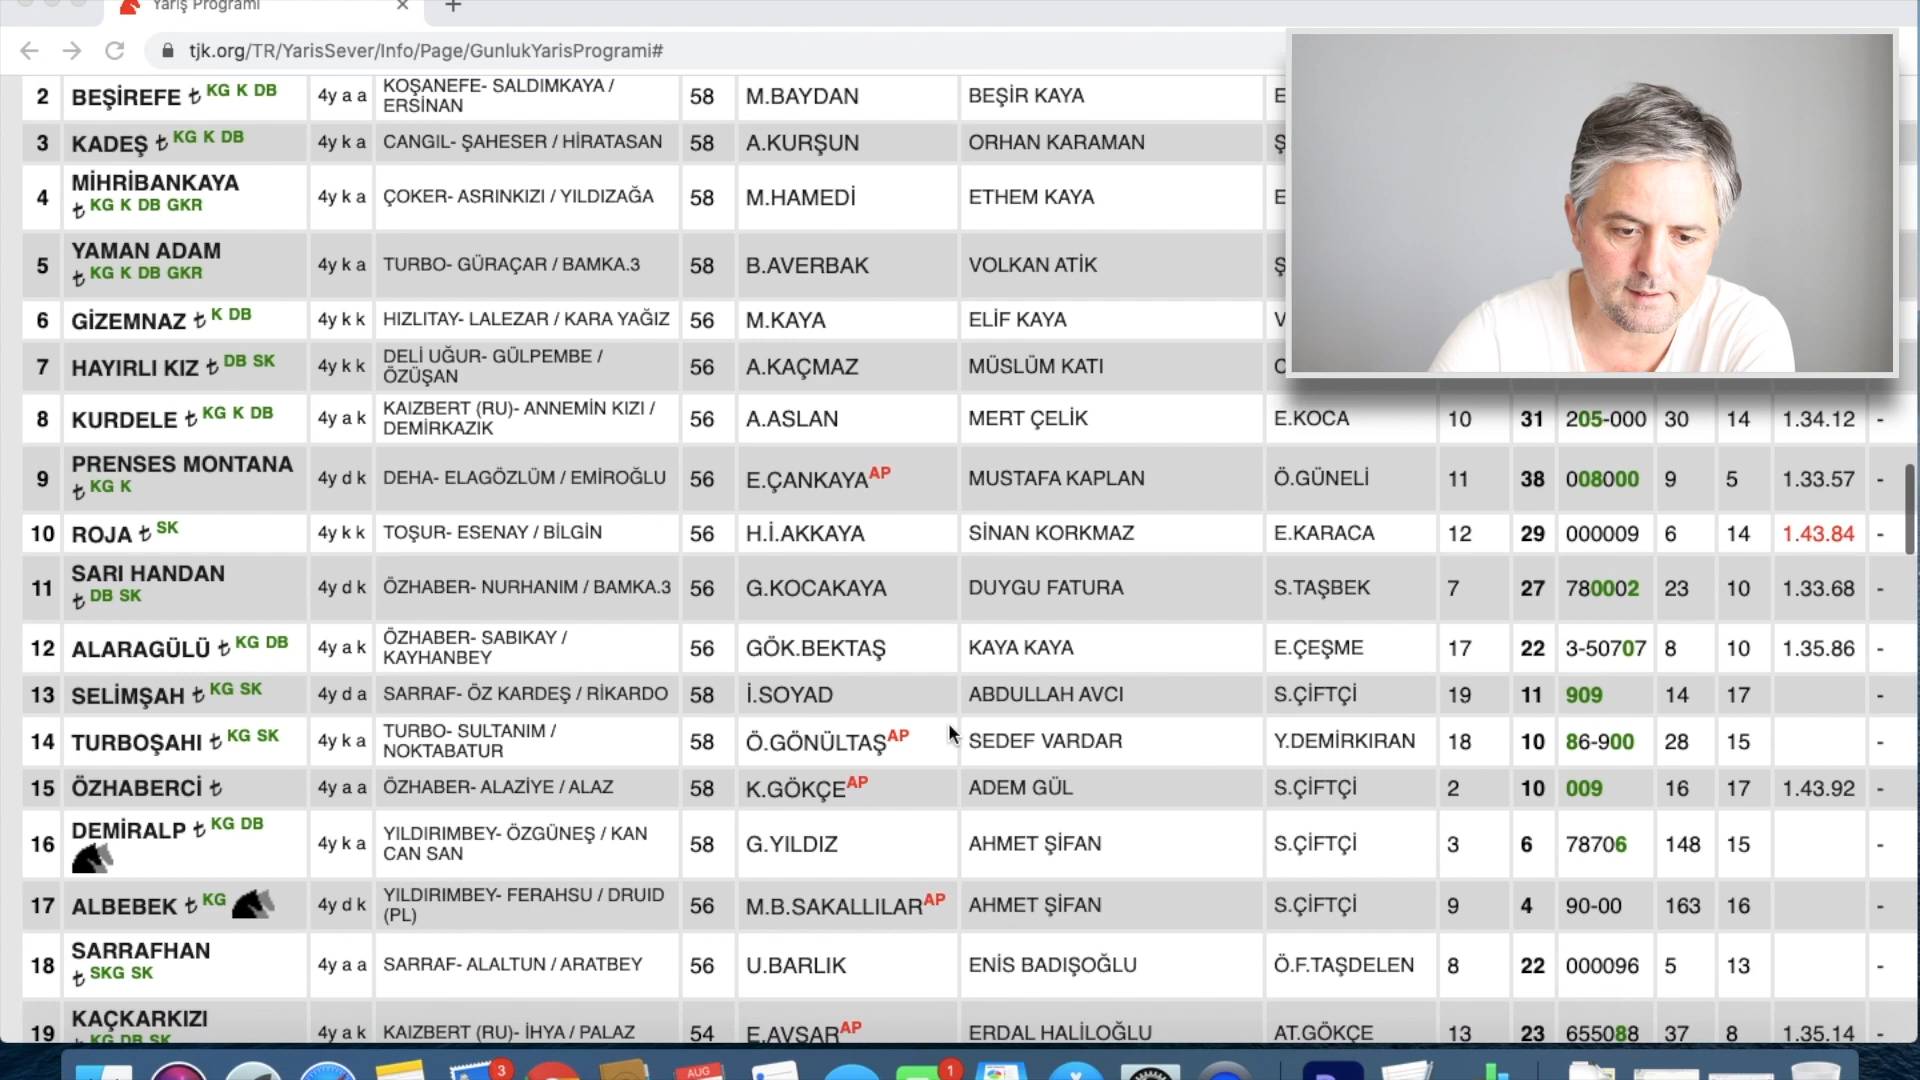 Yarış Programı
tjk.org/TR/YarisSever/Info/Page/GunlukYarisProgrami#
2 BEŞİREFE ₺ KG K DB 4y a a KOŞANEFE- SALDIMKAYA / ERSİNAN 58 M.BAYDAN BEŞİR KAYA E
3 KADEŞ ₺ KG K DB 4y k a CANGIL- ŞAHESER / HİRATASAN 58 A.KURŞUN ORHAN KARAMAN Ş
4 MİHRİBANKAYA ₺ KG K DB GKR 4y k a ÇOKER- ASRINKIZI / YILDIZAĞA 58 M.HAMEDİ ETHEM KAYA E
5 YAMAN ADAM ₺ KG K DB GKR 4y k a TURBO- GÜRAÇAR / BAMKA.3 58 B.AVERBAK VOLKAN ATİK Ş
6 GİZEMNAZ ₺ K DB 4y k k HIZLITAY- LALEZAR / KARA YAĞIZ 56 M.KAYA ELİF KAYA V
7 HAYIRLI KIZ ₺ DB SK 4y k k DELİ UĞUR- GÜLPEMBE / ÖZÜŞAN 56 A.KAÇMAZ MÜSLÜM KATI
8 KURDELE ₺ KG K DB 4y a k KAIZBERT (RU)- ANNEMİN KIZI / DEMİRKAZIK 56 A.ASLAN MERT ÇELİK E.KOCA 10 31 205-000 30 14 1.34.12 -
9 PRENSES MONTANA ₺ KG K 4y d k DEHA- ELAGÖZLÜM / EMİROĞLU 56 E.ÇANKAYA AP MUSTAFA KAPLAN Ö.GÜNELİ 11 38 008000 9 5 1.33.57 -
10 ROJA ₺ SK 4y k k TOŞUR- ESENAY / BİLGİN 56 H.İ.AKKAYA SİNAN KORKMAZ E.KARACA 12 29 000009 6 14 1.43.84 -
11 SARI HANDAN ₺ DB SK 4y d k ÖZHABER- NURHANIM / BAMKA.3 56 G.KOCAKAYA DUYGU FATURA S.TAŞBEK 7 27 780002 23 10 1.33.68 -
12 ALARAGÜLÜ ₺ KG DB 4y a k ÖZHABER- SABIKAY / KAYHANBEY 56 GÖK.BEKTAŞ KAYA KAYA E.ÇEŞME 17 22 3-50707 8 10 1.35.86 -
13 SELİMŞAH ₺ KG SK 4y d a SARRAF- ÖZ KARDEŞ / RİKARDO 58 İ.SOYAD ABDULLAH AVCI S.ÇİFTÇİ 19 11 909 14 17 -
14 TURBOŞAHI ₺ KG SK 4y k a TURBO- SULTANIM / NOKTABATUR 58 Ö.GÖNÜLTAŞ AP SEDEF VARDAR Y.DEMİRKIRAN 18 10 86-900 28 15 -
15 ÖZHABERCİ ₺ 4y a a ÖZHABER- ALAZİYE / ALAZ 58 K.GÖKÇE AP ADEM GÜL S.ÇİFTÇİ 2 10 009 16 17 1.43.92 -
16 DEMİRALP ₺ KG DB 4y k a YILDIRIMBEY- ÖZGÜNEŞ / KAN CAN SAN 58 G.YILDIZ AHMET ŞİFAN S.ÇİFTÇİ 3 6 78706 148 15 -
17 ALBEBEK ₺ KG 4y d k YILDIRIMBEY- FERAHSU / DRUID (PL) 56 M.B.SAKALLILAR AP AHMET ŞİFAN S.ÇİFTÇİ 9 4 90-00 163 16 -
18 SARRAFHAN ₺ SKG SK 4y a a SARRAF- ALALTUN / ARATBEY 56 U.BARLIK ENİS BADIŞOĞLU Ö.F.TAŞDELEN 8 22 000096 5 13 -
19 KAÇKARKIZI ₺ KG DB SK 4y a k KAIZBERT (RU)- İHYA / PALAZ 54 E.AVŞAR AP ERDAL HALİLOĞLU AT.GÖKÇE 13 23 655088 37 8 1.35.14 -
3 AUG 1